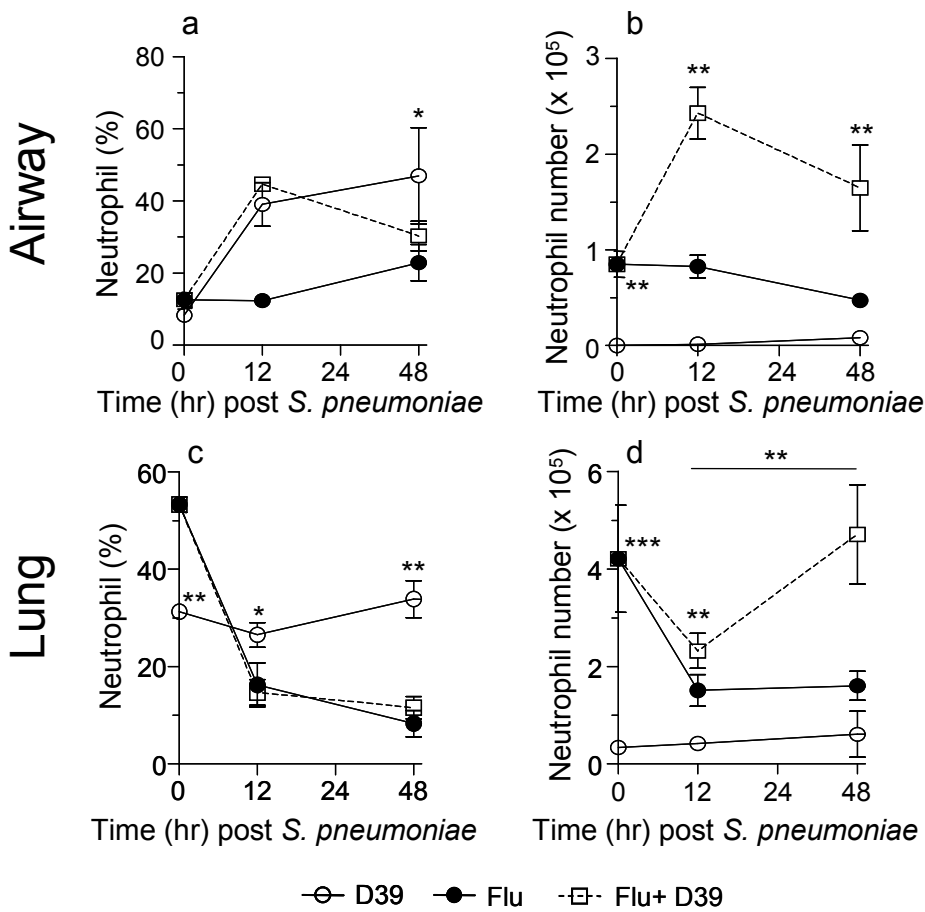 Airway
a
Neutrophil (%)
80
60
40
20
0
*
0 12 24 48
Time (hr) post S. pneumoniae
b
Neutrophil number (x 10⁵)
3
2
1
0
**
**
**
0 12 24 48
Time (hr) post S. pneumoniae
Lung
c
Neutrophil (%)
60
40
20
0
**
*
**
0 12 24 48
Time (hr) post S. pneumoniae
d
Neutrophil number (x 10⁵)
6
4
2
0
**
***
**
0 12 24 48
Time (hr) post S. pneumoniae
D39 Flu Flu+ D39